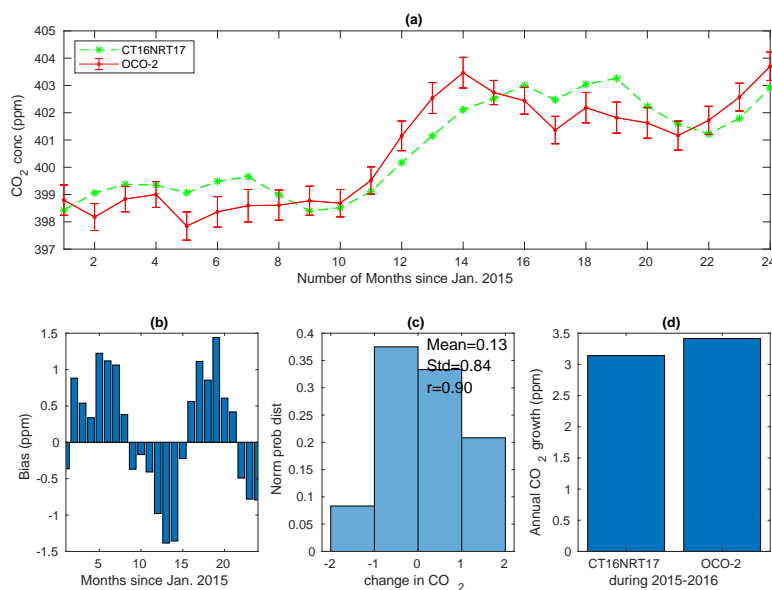 (a)
405
404
403
402
401
400
399
398
397
CO2 conc (ppm)
CT16NRT17
OCO-2
2 4 6 8 10 12 14 16 18 20 22 24
Number of Months since Jan. 2015
(b)
1.5
1
0.5
0
-0.5
-1
-1.5
Bias (ppm)
5 10 15 20
Months since Jan. 2015
(c)
0.4
0.35
0.3
0.25
0.2
0.15
0.1
0.05
0
Norm prob dist
Mean=0.13
Std=0.84
r=0.90
-2 -1 0 1 2
change in CO 2
(d)
3.5
3
2.5
2
1.5
1
0.5
0
Annual CO 2 growth (ppm)
CT16NRT17 OCO-2
during 2015-2016